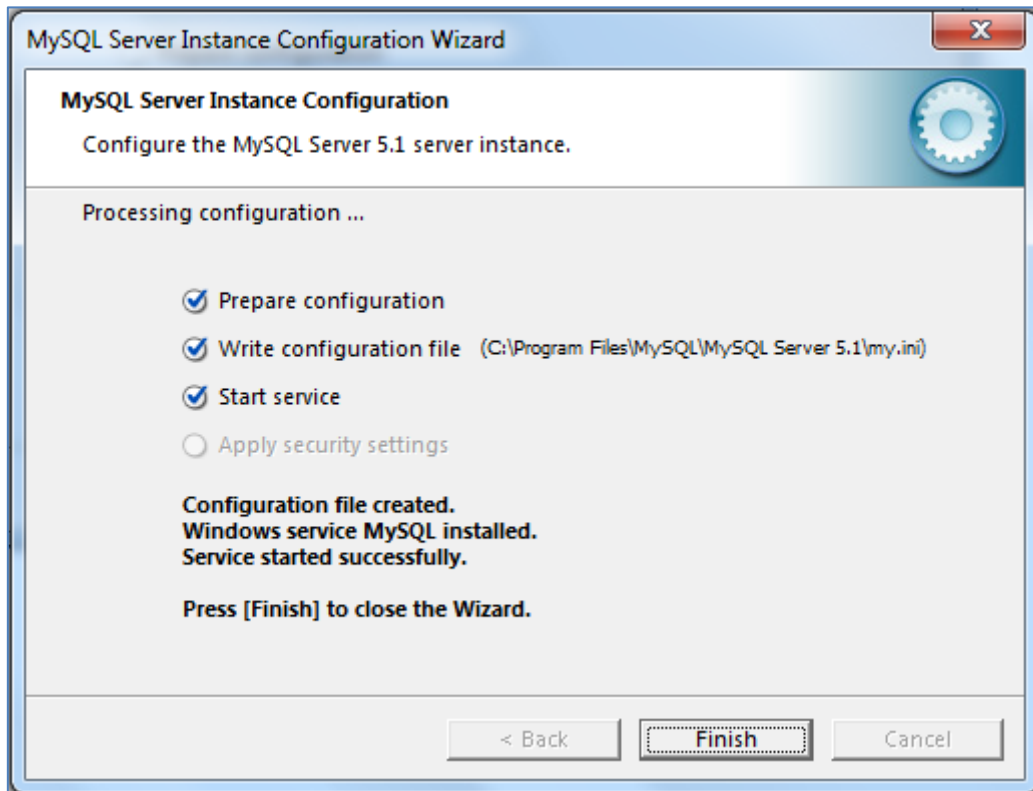 MySQL Server Instance Configuration Wizard
MySQL Server Instance Configuration
Configure the MySQL Server 5.1 server instance.
Processing configuration ...
Prepare configuration
Write configuration file (C:\Program Files\MySQL\MySQL Server 5.1\my.ini)
Start service
Apply security settings
Configuration file created.
Windows service MySQL installed.
Service started successfully.
Press [Finish] to close the Wizard.
< Back Finish Cancel